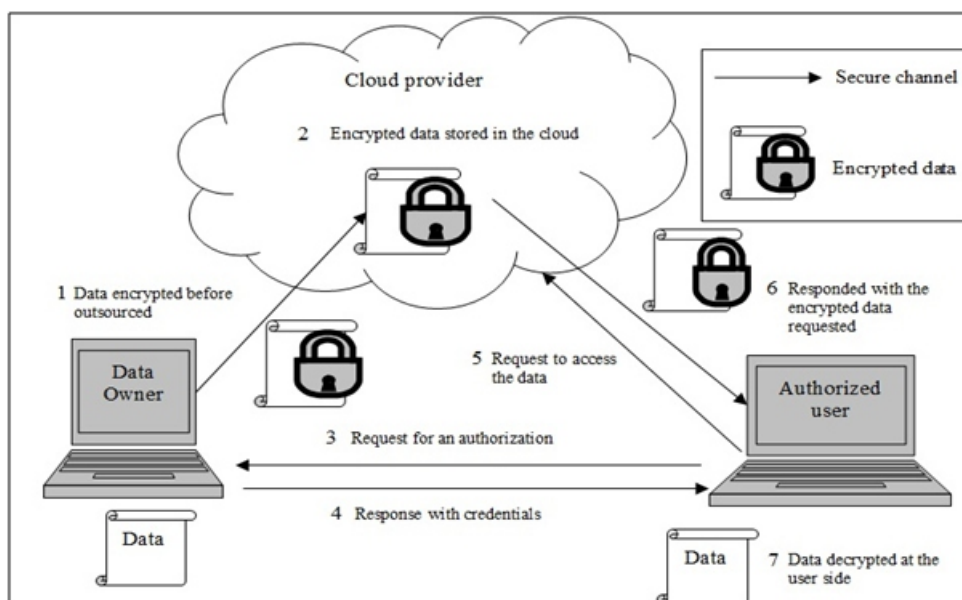 Cloud provider
2 Encrypted data stored in the cloud
Secure channel
Encrypted data
1 Data encrypted before
outsourced
Data
Owner
6 Responded with the
encrypted data
requested
5 Request to access
the data
Authorized
user
3 Request for an authorization
4 Response with credentials
Data
Data
7 Data decrypted at the
user side